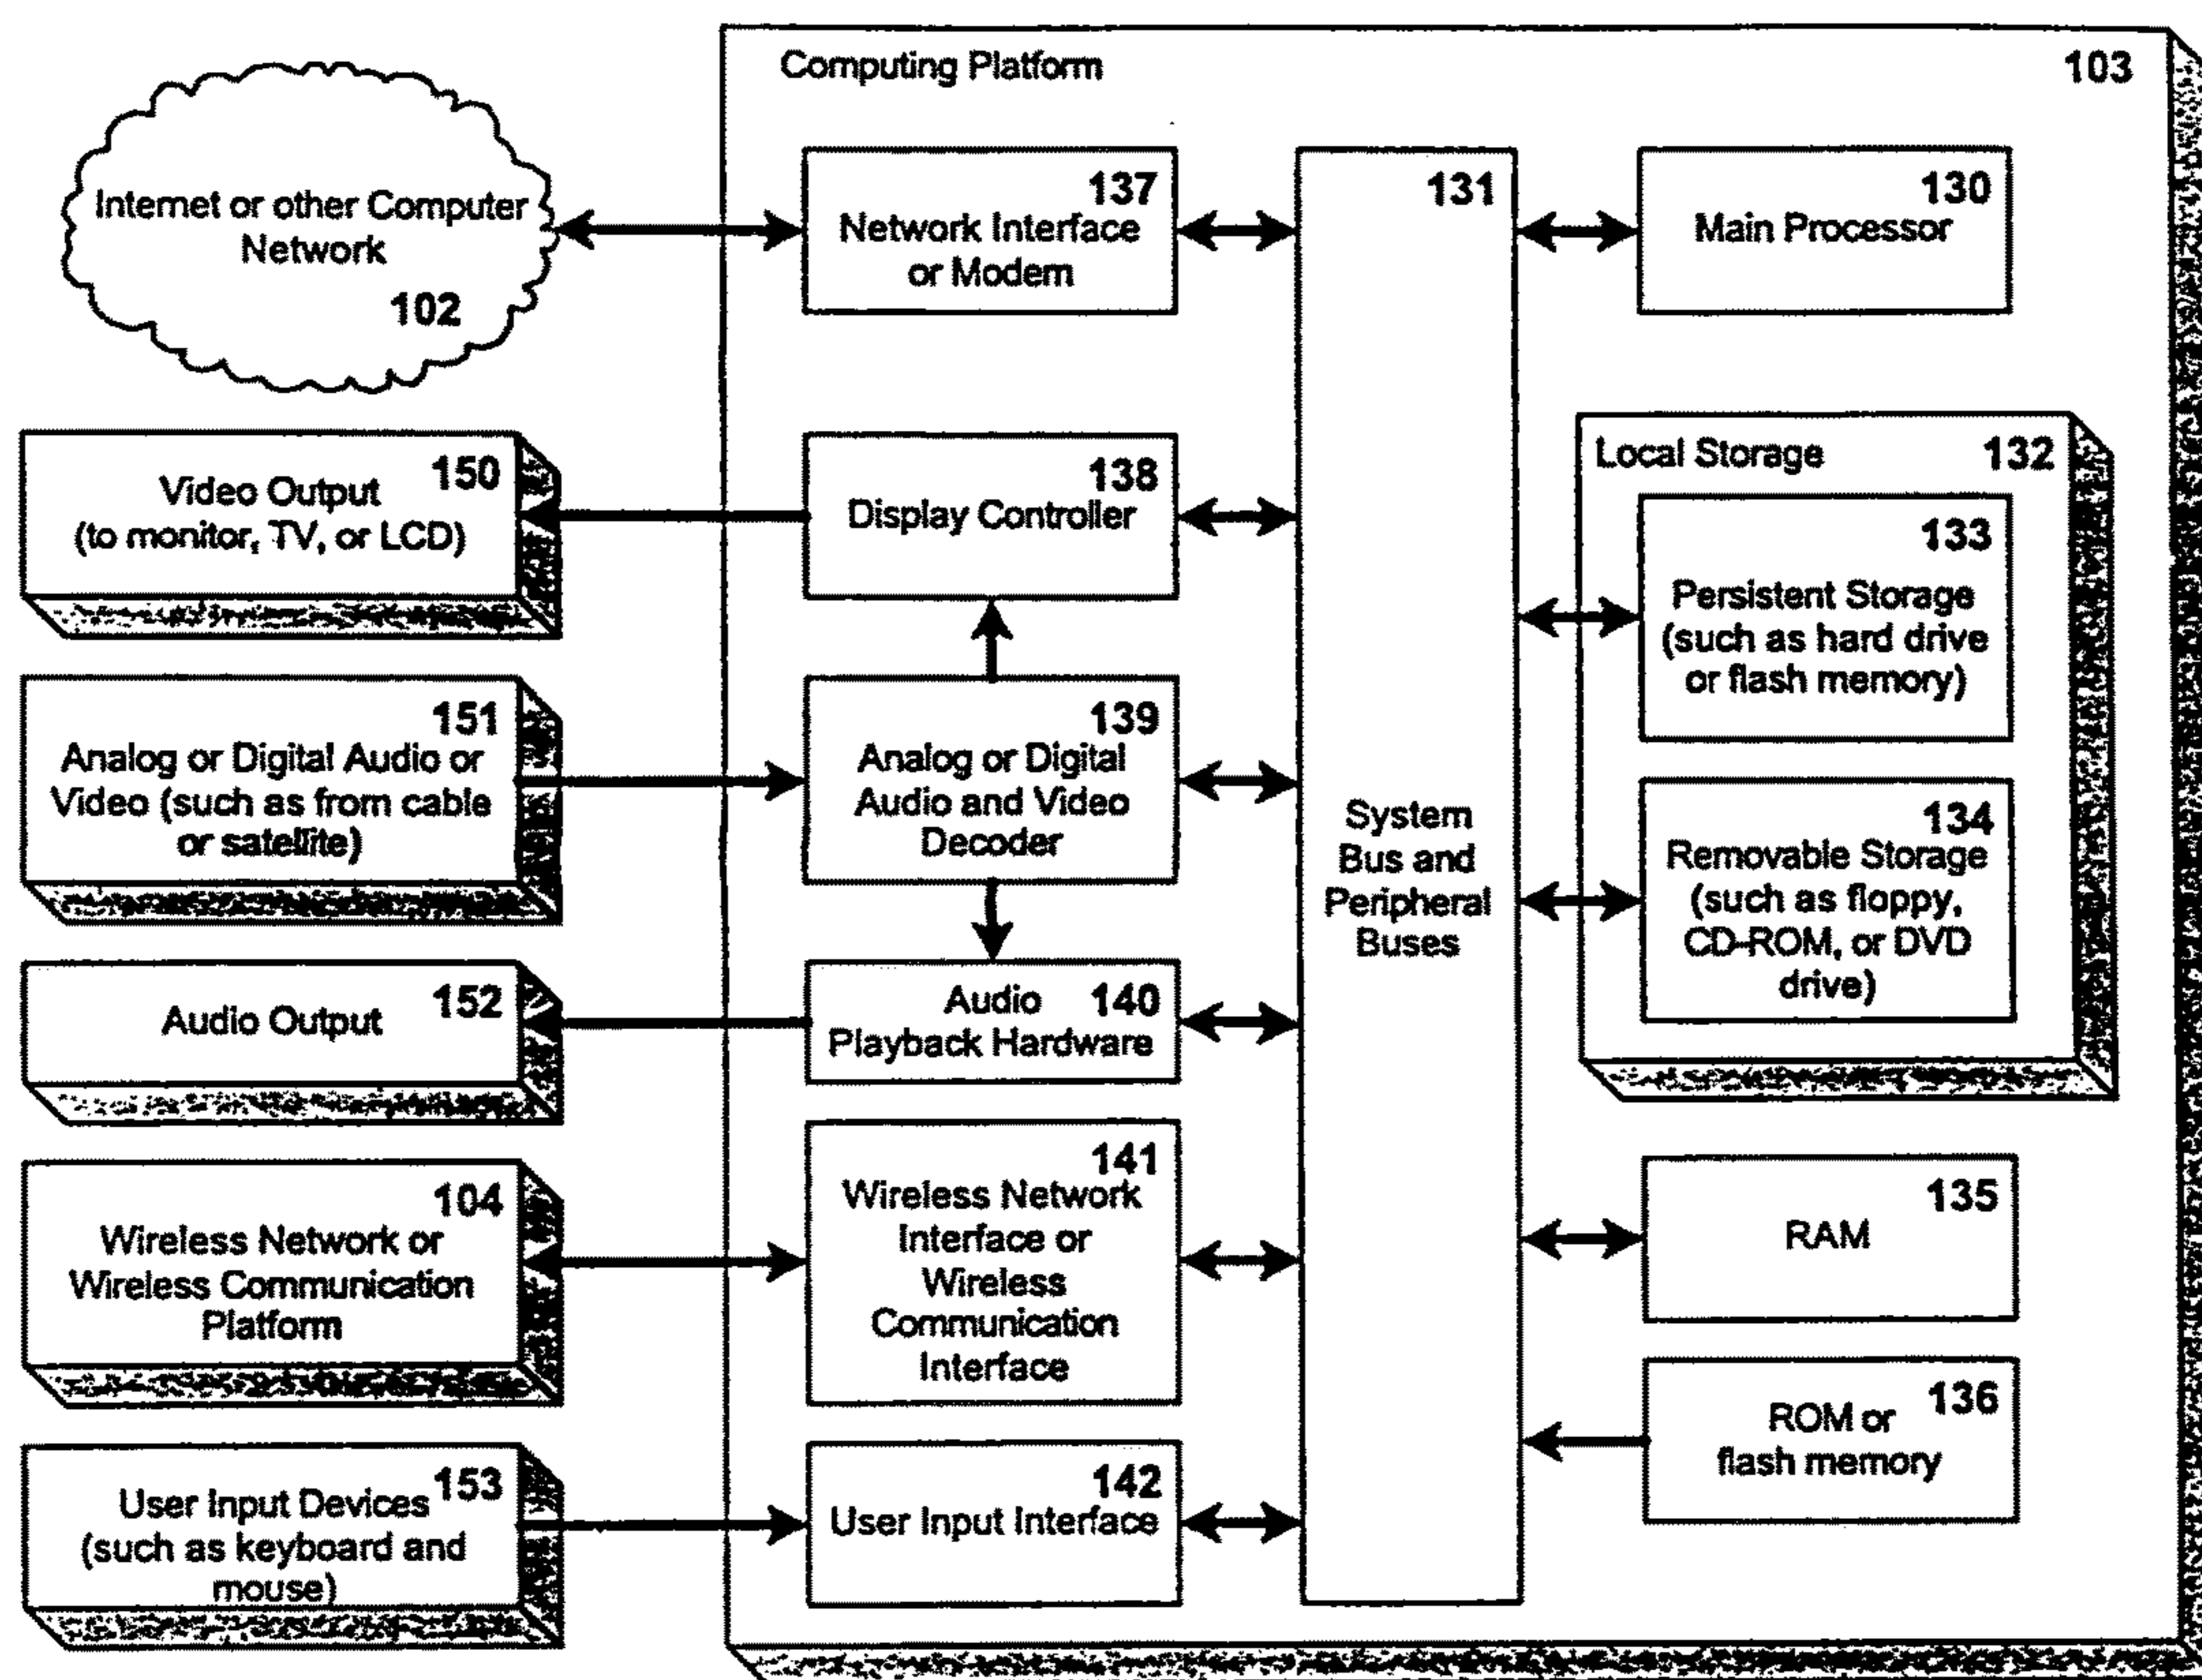 Computing Platform
103
Internet or other Computer
Network
102
137
Network Interface
or Modem
131
System
Bus and
Peripheral
Buses
130
Main Processor
150
Video Output
(to monitor, TV, or LCD)
138
Display Controller
Local Storage
132
133
Persistent Storage
(such as hard drive
or flash memory)
151
Analog or Digital Audio or
Video (such as from cable
or satellite)
139
Analog or Digital
Audio and Video
Decoder
134
Removable Storage
(such as floppy,
CD-ROM, or DVD
drive)
152
Audio Output
Audio 140
Playback Hardware
104
Wireless Network or
Wireless Communication
Platform
141
Wireless Network
Interface or
Wireless
Communication
Interface
135
RAM
136
ROM or
flash memory
153
User Input Devices
(such as keyboard and
mouse)
142
User Input Interface